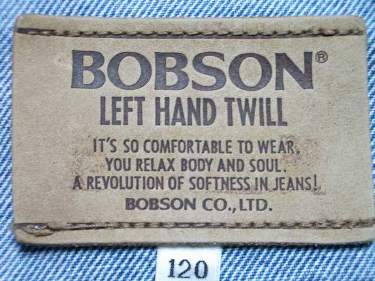 BOBSON®
LEFT HAND TWILL
IT'S SO COMFORTABLE TO WEAR,
YOU RELAX BODY AND SOUL.
A REVOLUTION OF SOFTNESS IN JEANS!
BOBSON CO., LTD.
120